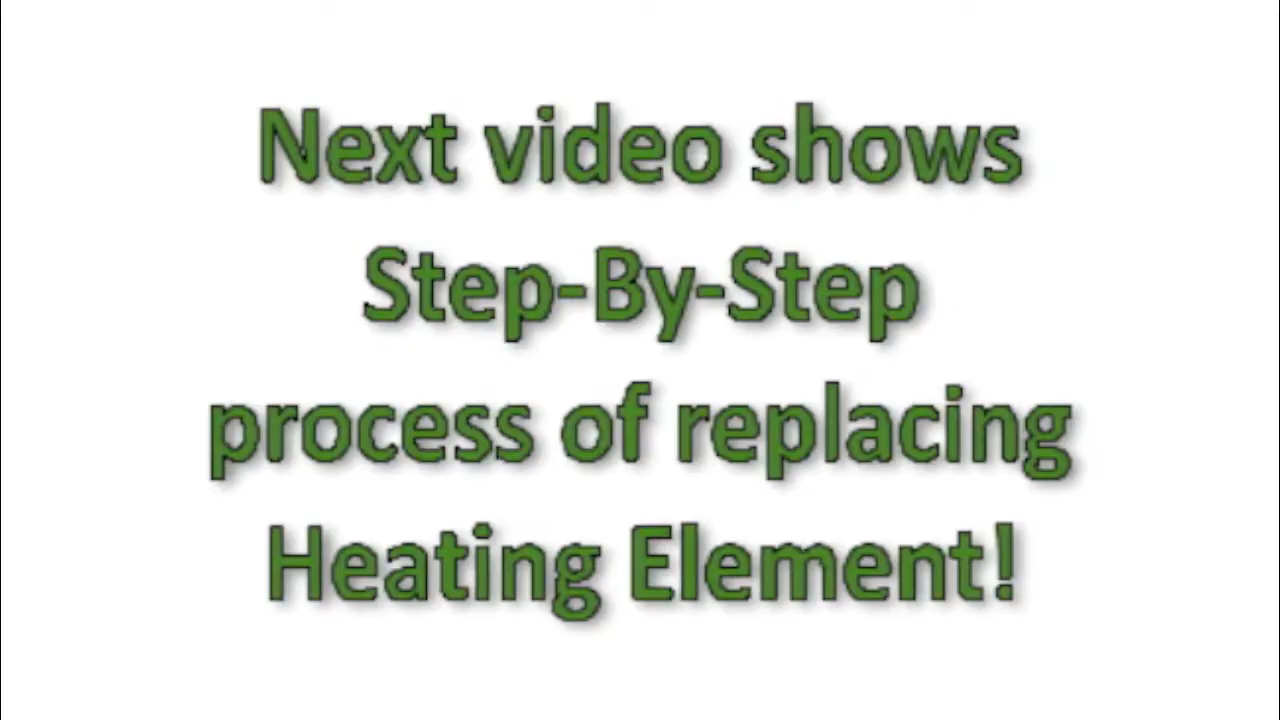 Next video shows
Step-By-Step
process of replacing
Heating Element!